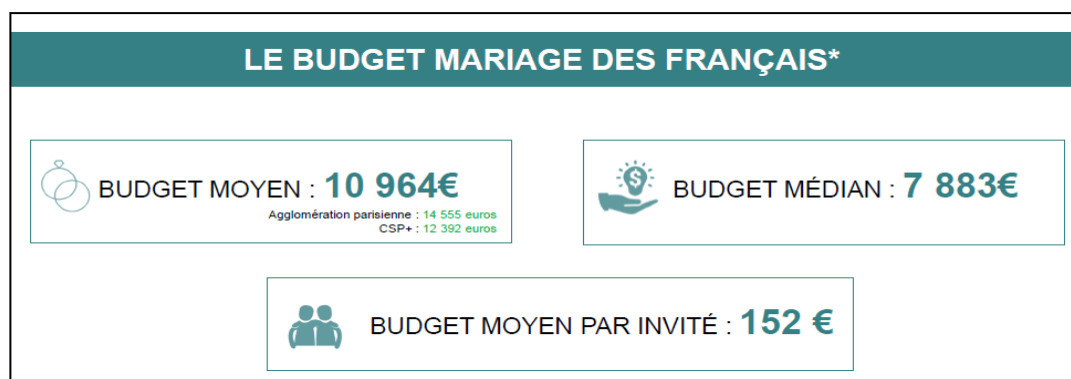 LE BUDGET MARIAGE DES FRANÇAIS*
BUDGET MOYEN : 10 964€
Agglomération parisienne : 14 555 euros
CSP+ : 12 392 euros
BUDGET MÉDIAN : 7 883€
BUDGET MOYEN PAR INVITÉ : 152 €